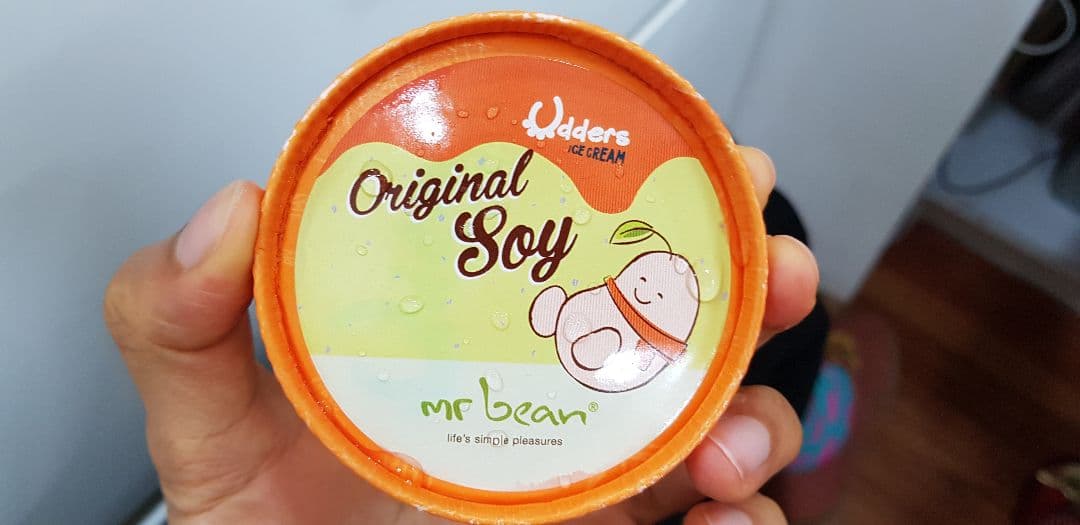 Udders
ICE CREAM
Original
Soy
mr bean®
life's simple pleasures